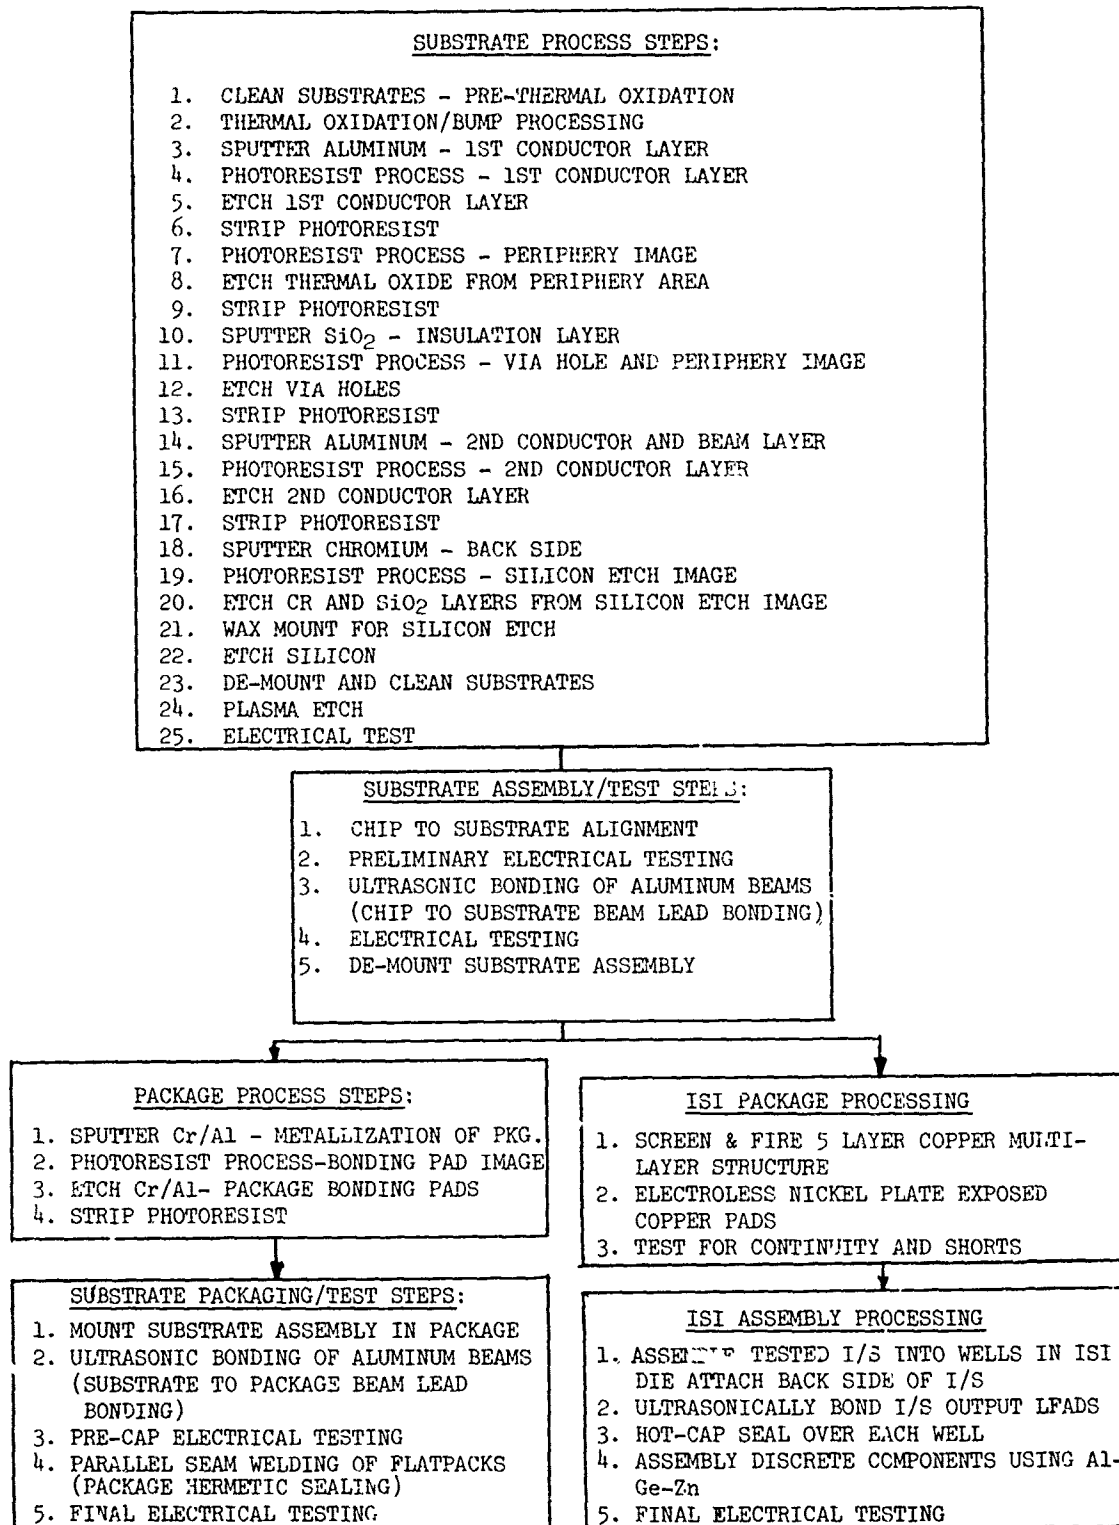 SUBSTRATE PROCESS STEPS:
1. CLEAN SUBSTRATES - PRE-THERMAL OXIDATION
2. THERMAL OXIDATION/BUMP PROCESSING
3. SPUTTER ALUMINUM - 1ST CONDUCTOR LAYER
4. PHOTORESIST PROCESS - 1ST CONDUCTOR LAYER
5. ETCH 1ST CONDUCTOR LAYER
6. STRIP PHOTORESIST
7. PHOTORESIST PROCESS - PERIPHERY IMAGE
8. ETCH THERMAL OXIDE FROM PERIPHERY AREA
9. STRIP PHOTORESIST
10. SPUTTER SiO2 - INSULATION LAYER
11. PHOTORESIST PROCESS - VIA HOLE AND PERIPHERY IMAGE
12. ETCH VIA HOLES
13. STRIP PHOTORESIST
14. SPUTTER ALUMINUM - 2ND CONDUCTOR AND BEAM LAYER
15. PHOTORESIST PROCESS - 2ND CONDUCTOR LAYER
16. ETCH 2ND CONDUCTOR LAYER
17. STRIP PHOTORESIST
18. SPUTTER CHROMIUM - BACK SIDE
19. PHOTORESIST PROCESS - SILICON ETCH IMAGE
20. ETCH CR AND SiO2 LAYERS FROM SILICON ETCH IMAGE
21. WAX MOUNT FOR SILICON ETCH
22. ETCH SILICON
23. DE-MOUNT AND CLEAN SUBSTRATES
24. PLASMA ETCH
25. ELECTRICAL TEST
SUBSTRATE ASSEMBLY/TEST STEPS:
1. CHIP TO SUBSTRATE ALIGNMENT
2. PRELIMINARY ELECTRICAL TESTING
3. ULTRASONIC BONDING OF ALUMINUM BEAMS
(CHIP TO SUBSTRATE BEAM LEAD BONDING)
4. ELECTRICAL TESTING
5. DE-MOUNT SUBSTRATE ASSEMBLY
PACKAGE PROCESS STEPS:
1. SPUTTER Cr/Al - METALLIZATION OF PKG.
2. PHOTORESIST PROCESS-BONDING PAD IMAGE
3. ETCH Cr/Al- PACKAGE BONDING PADS
4. STRIP PHOTORESIST
SUBSTRATE PACKAGING/TEST STEPS:
1. MOUNT SUBSTRATE ASSEMBLY IN PACKAGE
2. ULTRASONIC BONDING OF ALUMINUM BEAMS
(SUBSTRATE TO PACKAGE BEAM LEAD
BONDING)
3. PRE-CAP ELECTRICAL TESTING
4. PARALLEL SEAM WELDING OF FLATPACKS
(PACKAGE HERMETIC SEALING)
5. FINAL ELECTRICAL TESTING
ISI PACKAGE PROCESSING
1. SCREEN & FIRE 5 LAYER COPPER MULTI-
LAYER STRUCTURE
2. ELECTROLESS NICKEL PLATE EXPOSED
COPPER PADS
3. TEST FOR CONTINUITY AND SHORTS
ISI ASSEMBLY PROCESSING
1. TESTED I/S INTO WELLS IN ISI
DIE ATTACH BACK SIDE OF I/S
2. ULTRASONICALLY BOND I/S OUTPUT LEADS
3. HOT-CAP SEAL OVER EACH WELL
4. ASSEMBLY DISCRETE COMPONENTS USING Al-
Ge-Zn
5. FINAL ELECTRICAL TESTING